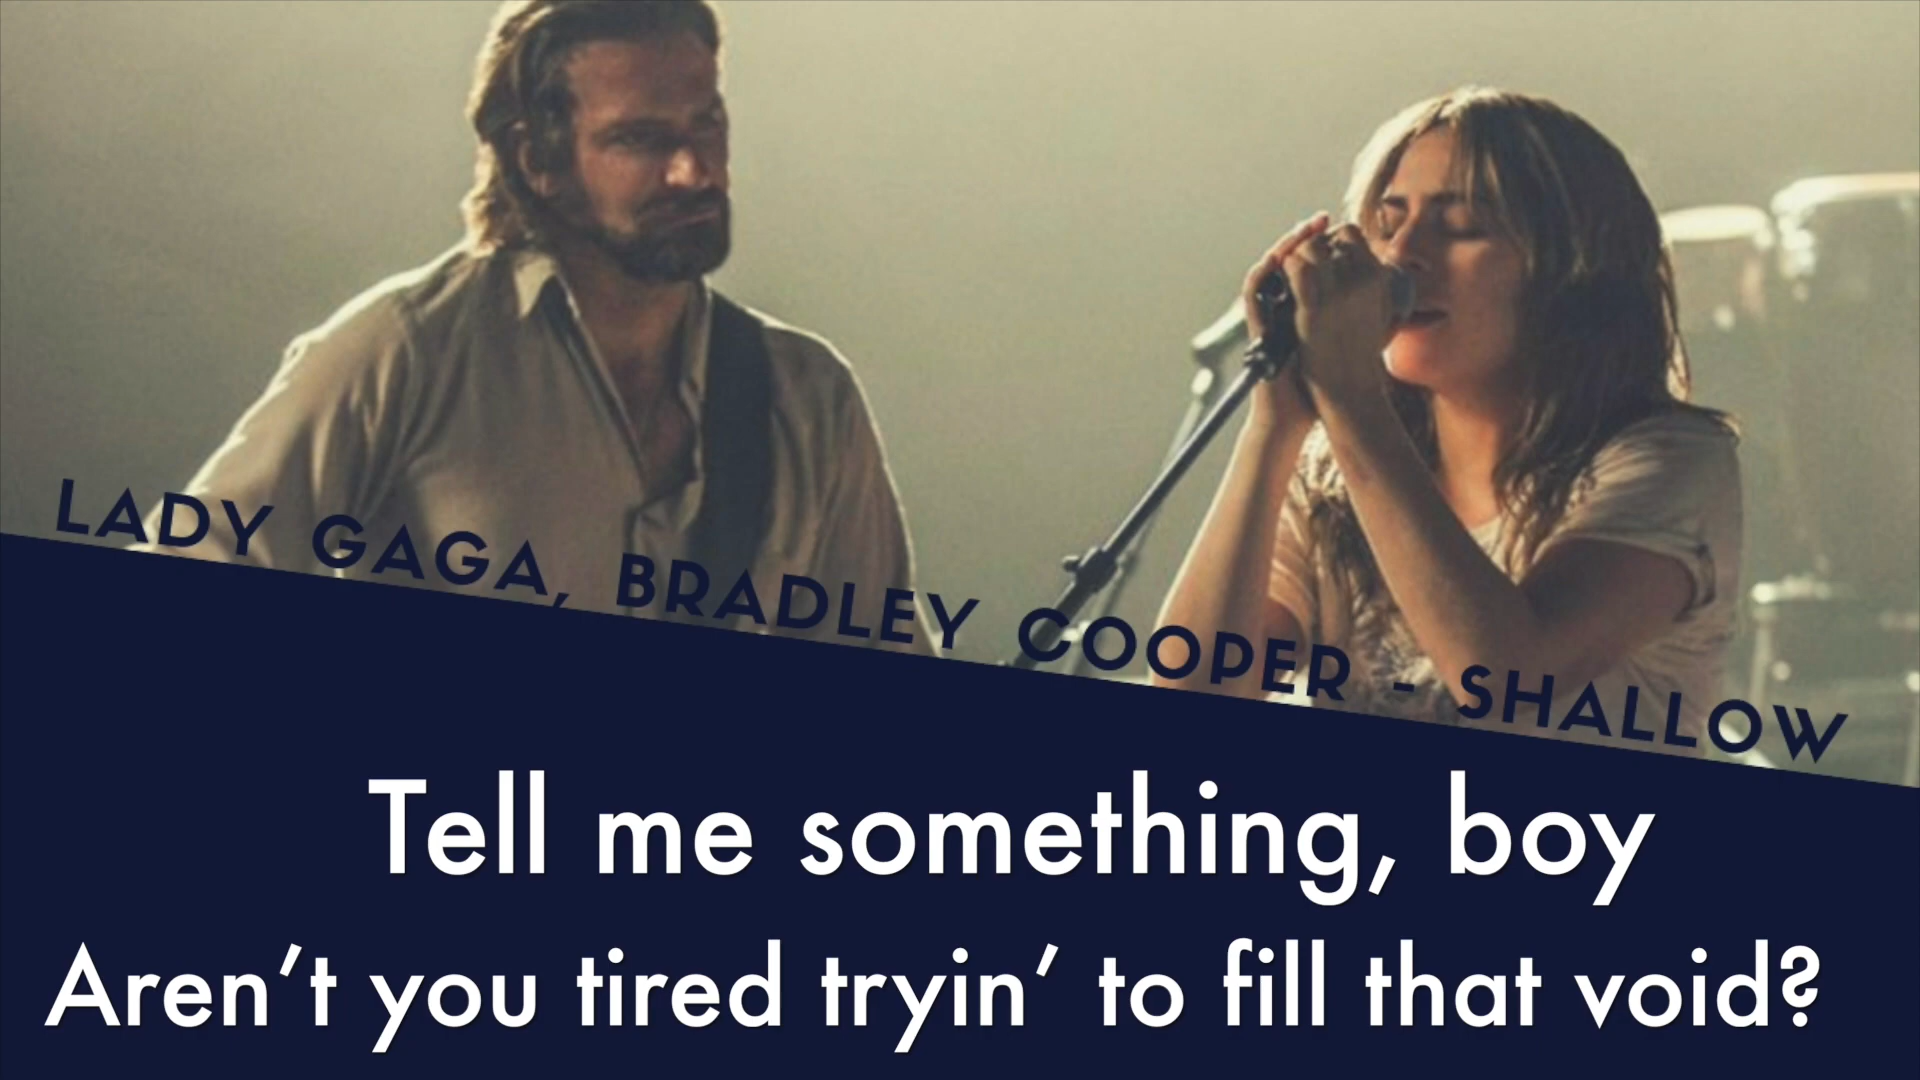 LADY GAGA, BRADLEY COOPER - SHALLOW
Tell me something, boy
Aren’t you tired tryin’ to fill that void?